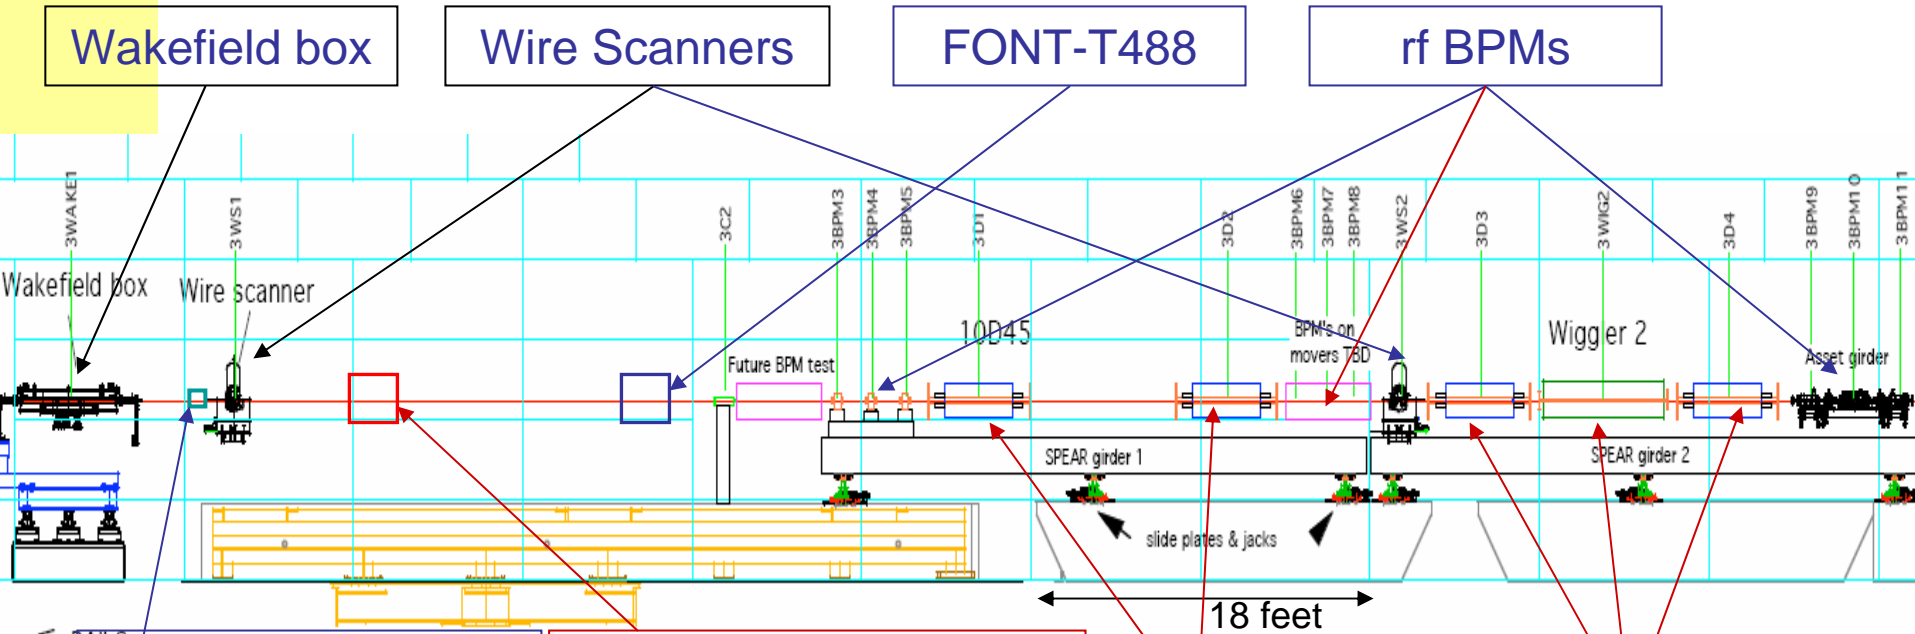 Wakefield box
Wire Scanners
FONT-T488
rf BPMs
3WAKE1
3WS1
3C2
3BPM3
3BPM4
3BPM5
3D1
3D2
3BPM6
3BPM7
3BPM8
3WS2
3D3
3WIG2
3D4
3BPM9
3BPM10
3BPM11
Wakefield box
Wire scanner
10D45
BPM's on
movers TBD
Wiggler 2
Future BPM test
Asset girder
SPEAR girder 1
SPEAR girder 2
slide plates & jacks
18 feet